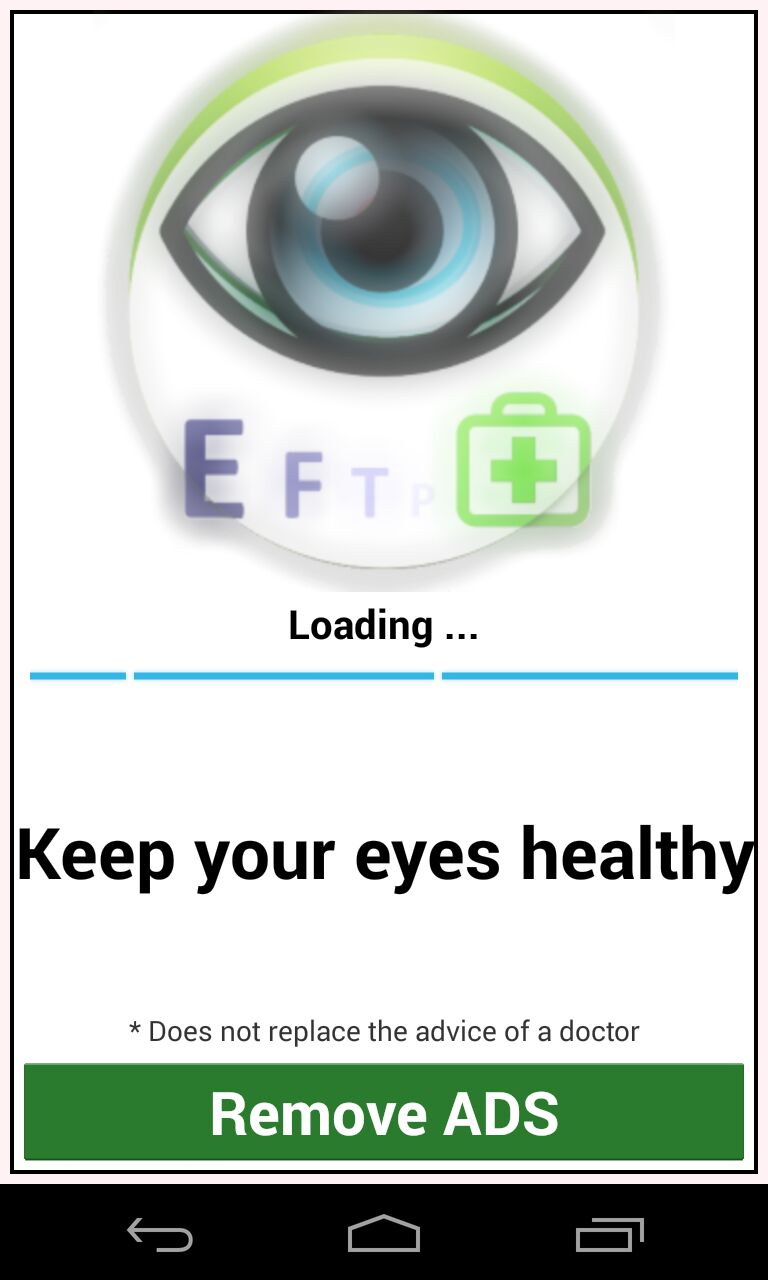 E F T P
Loading ...
Keep your eyes healthy
* Does not replace the advice of a doctor
Remove ADS